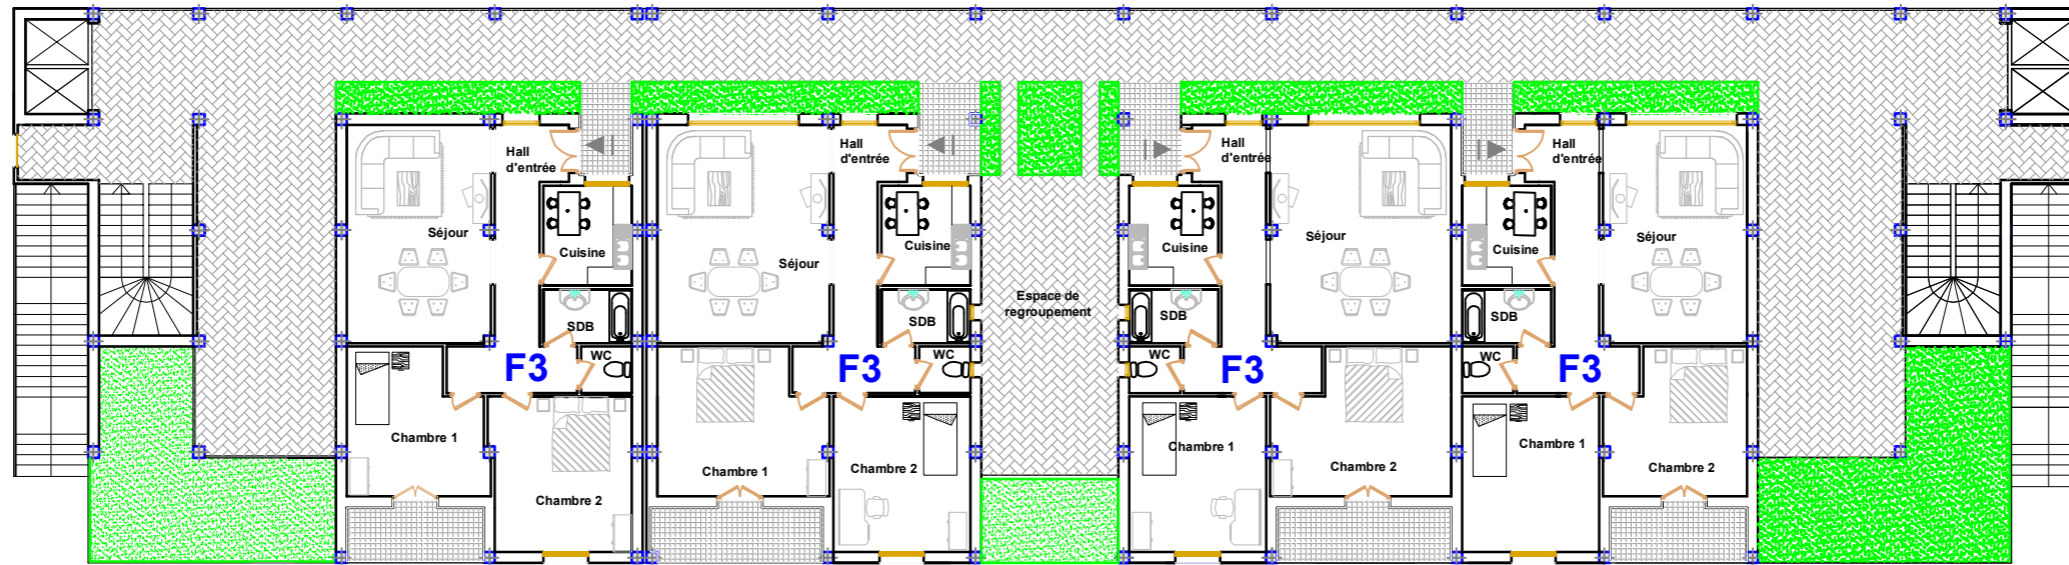 Hall
d'entrée
Séjour
Cuisine
SDB
WC
F3
Chambre 1
Chambre 2
Hall
d'entrée
Séjour
Cuisine
SDB
WC
F3
Chambre 1
Chambre 2
Espace de
regroupement
Hall
d'entrée
Cuisine
Séjour
SDB
WC
F3
Chambre 1
Chambre 2
Hall
d'entrée
Cuisine
Séjour
SDB
WC
F3
Chambre 1
Chambre 2